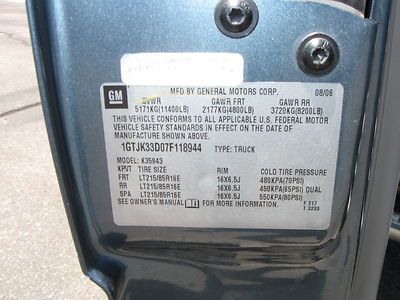 GM
MFD BY GENERAL MOTORS CORP. 08/06
GVWR GAWR FRT GAWR RR
5171KG(11400LB) 2177KG(4800LB) 3720KG(8200LB)
THIS VEHICLE CONFORMS TO ALL APPLICABLE U.S. FEDERAL MOTOR
VEHICLE SAFETY STANDARDS IN EFFECT ON THE DATE OF
MANUFACTURE SHOWN ABOVE.
1GTJK33D07F118944 TYPE: TRUCK
MODEL: K35943
KPVT TIRE SIZE RIM COLD TIRE PRESSURE
FRT LT215/85R16E 16X6.5J 480KPA(70PSI)
RR LT215/85R16E 16X6.5J 450KPA(65PSI) DUAL
SPA LT215/85R16E 16X6.5J 550KPA(80PSI)
SEE OWNER'S MANUAL FOR MORE INFORMATION. F 217
T 3233